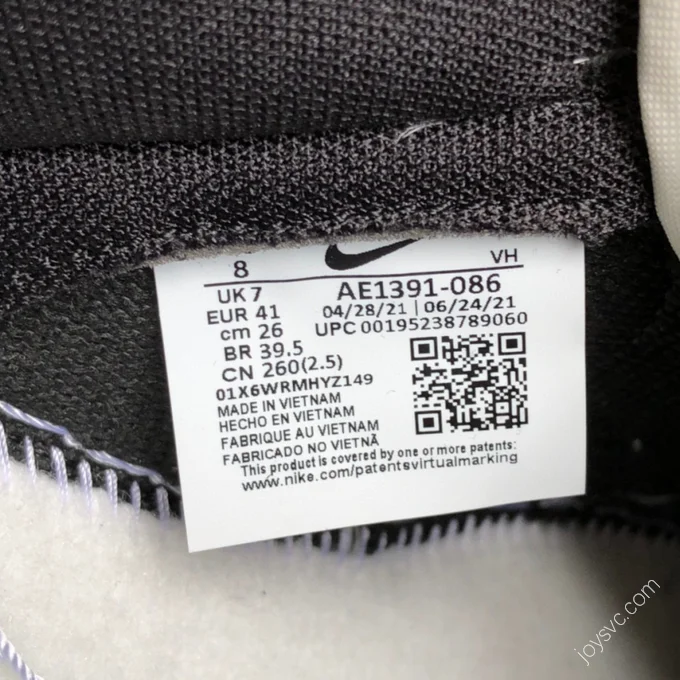 8 VH
UK 7 AE1391-086
EUR 41 04/28/21 | 06/24/21
cm 26 UPC 00195238789060
BR 39.5
CN 260(2.5)
01X6WRMHYZ149
MADE IN VIETNAM
HECHO EN VIETNAM
FABRIQUE AU VIETNAM
FABRICADO NO VIETNÃ
This product is covered by one or more patents:
www.nike.com/patentsvirtualmarking
joysvc.com